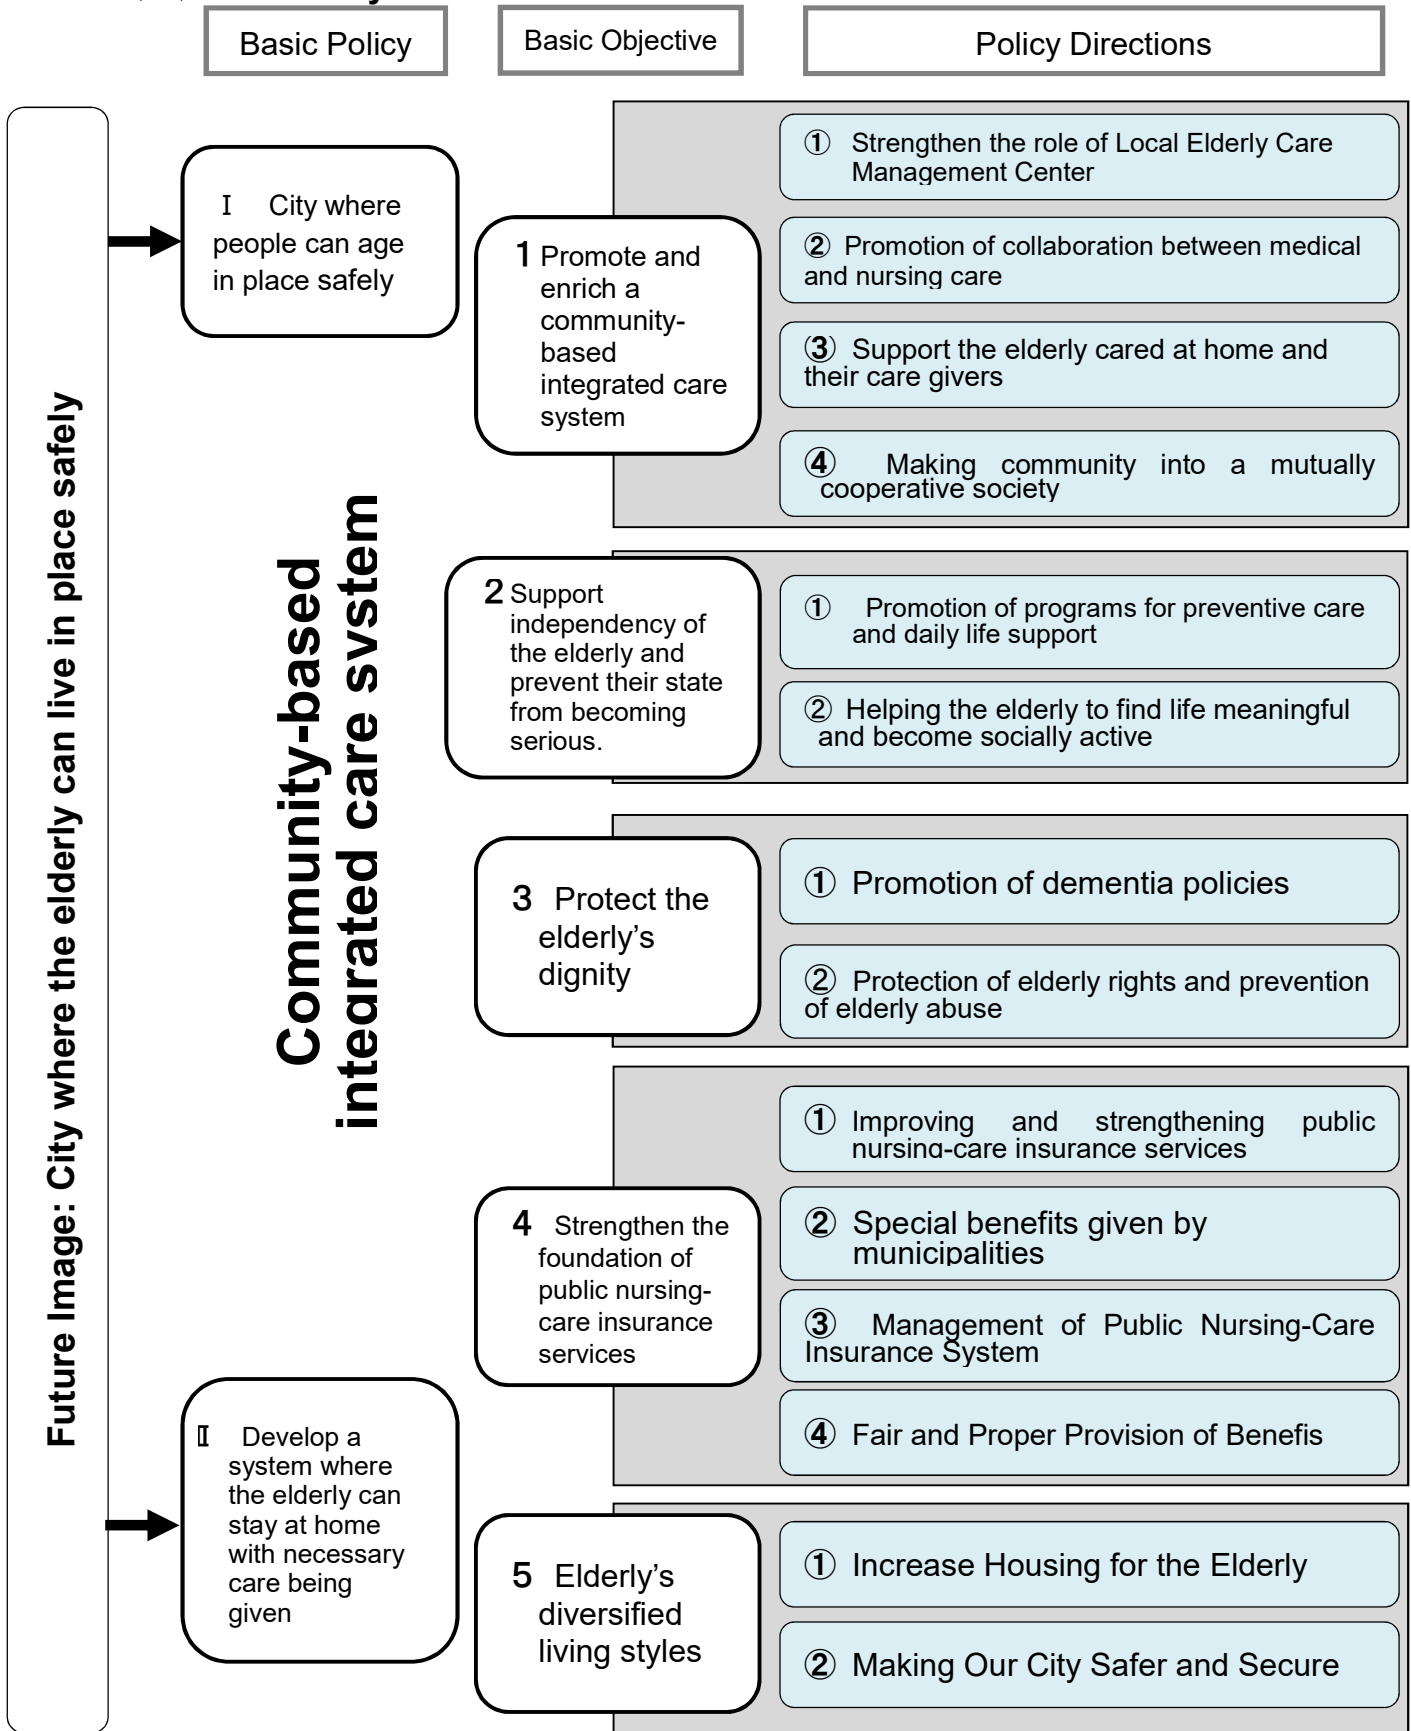 Basic Policy
Basic Objective
Policy Directions
Future Image: City where the elderly can live in place safely
Ⅰ City where
people can age
in place safely
Community-based
integrated care system
Ⅱ Develop a
system where
the elderly can
stay at home
with necessary
care being
given
1 Promote and
enrich a
community-
based
integrated care
system
① Strengthen the role of Local Elderly Care
Management Center
② Promotion of collaboration between medical
and nursing care
③ Support the elderly cared at home and
their care givers
④ Making community into a mutually
cooperative society
2 Support
independency of
the elderly and
prevent their state
from becoming
serious.
① Promotion of programs for preventive care
and daily life support
② Helping the elderly to find life meaningful
and become socially active
3 Protect the
elderly’s
dignity
① Promotion of dementia policies
② Protection of elderly rights and prevention
of elderly abuse
4 Strengthen the
foundation of
public nursing-
care insurance
services
① Improving and strengthening public
nursing-care insurance services
② Special benefits given by
municipalities
③ Management of Public Nursing-Care
Insurance System
④ Fair and Proper Provision of Benefis
5 Elderly’s
diversified
living styles
① Increase Housing for the Elderly
② Making Our City Safer and Secure